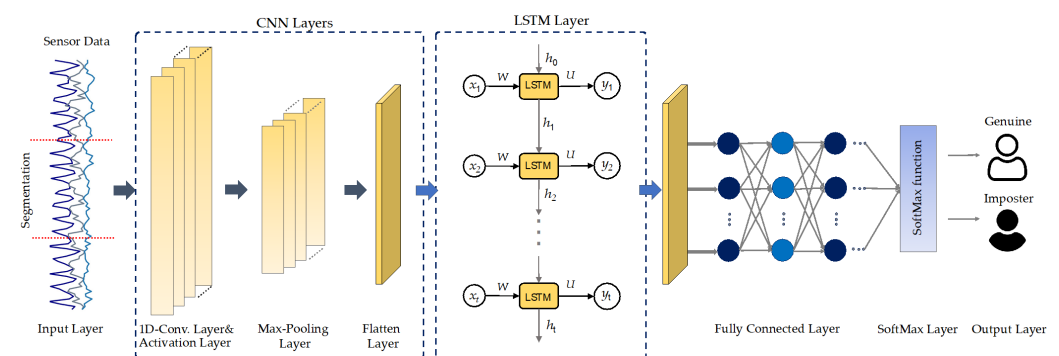 CNN Layers
LSTM Layer
Sensor Data
Segmentation
Input Layer
1D-Conv. Layer&
Activation Layer
Max-Pooling
Layer
Flatten
Layer
h0
x1 W LSTM U y1
h1
x2 W LSTM U y2
h2
xt W LSTM U yt
ht
Fully Connected Layer
SoftMax function
SoftMax Layer
Genuine
Imposter
Output Layer